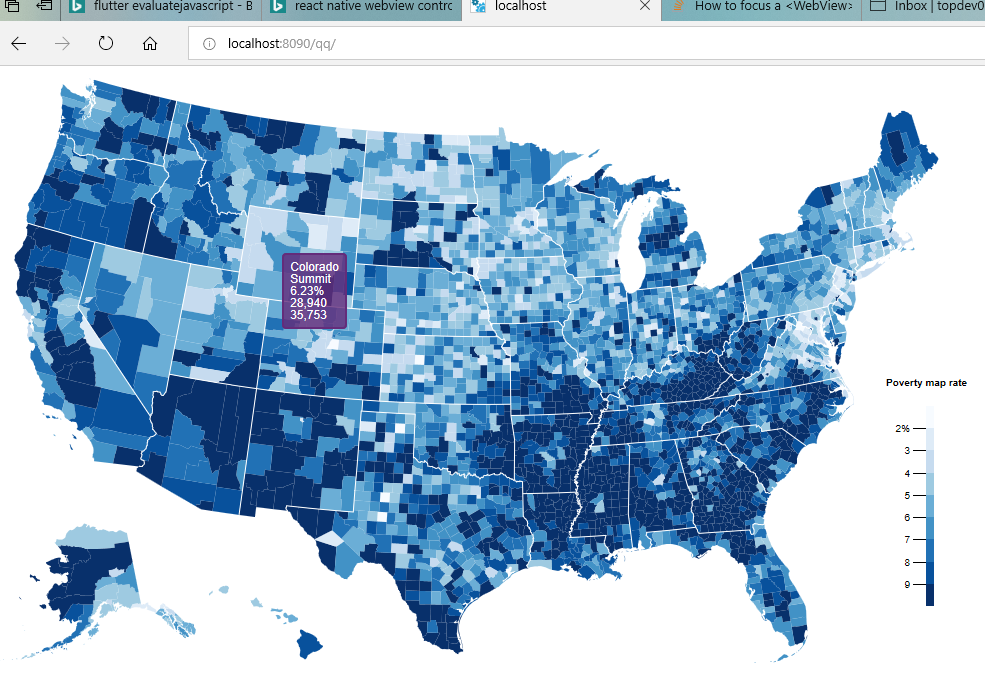 flutter evaluatejavascript - B
react native webview contro
localhost
How to focus a <WebView>
Inbox | topdev0
localhost:8090/qq/
Colorado
Summit
6.23%
28,940
35,753
Poverty map rate
2%
3
4
5
6
7
8
9